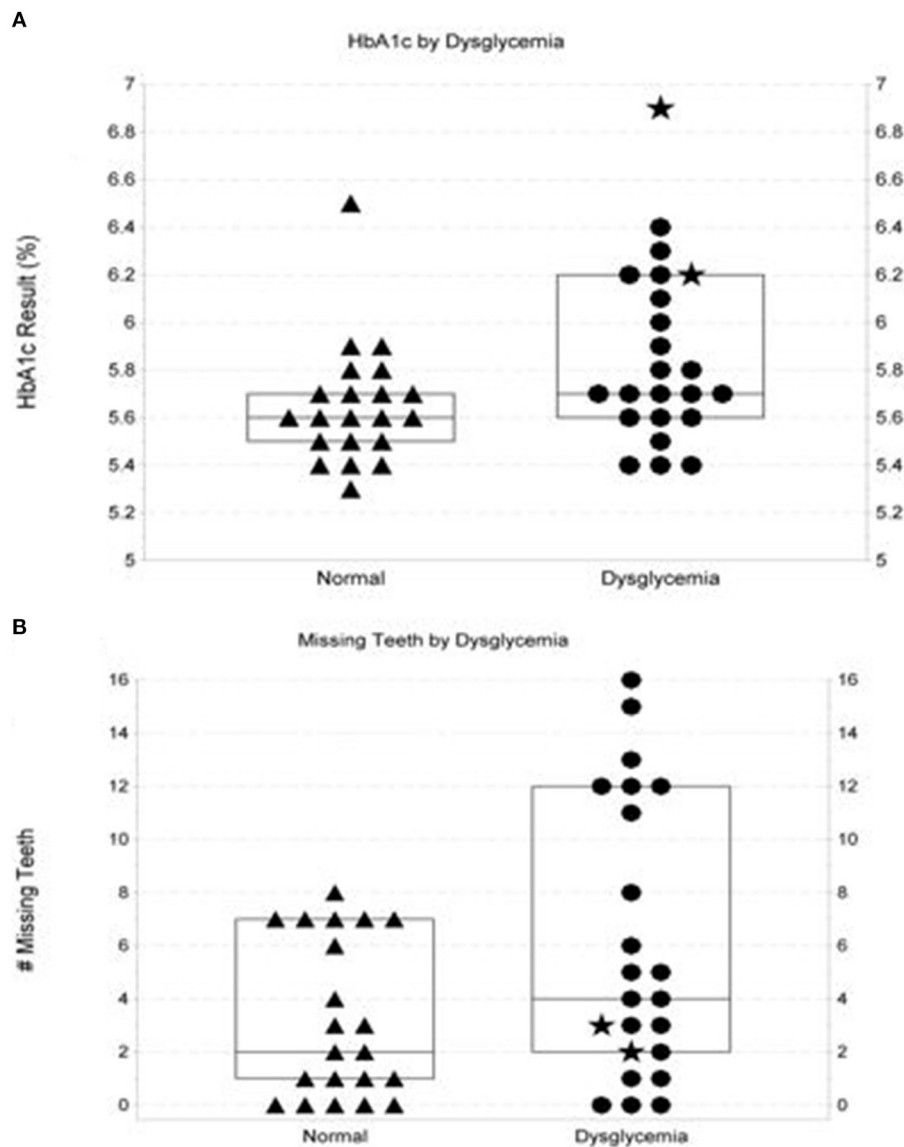 A
HbA1c by Dysglycemia
7 7
6.8 6.8
6.6 6.6
6.4 6.4
6.2 6.2
6 6
5.8 5.8
5.6 5.6
5.4 5.4
5.2 5.2
5 5
HbA1c Result (%)
Normal Dysglycemia
B
Missing Teeth by Dysglycemia
16 16
14 14
12 12
10 10
8 8
6 6
4 4
2 2
0 0
# Missing Teeth
Normal Dysglycemia